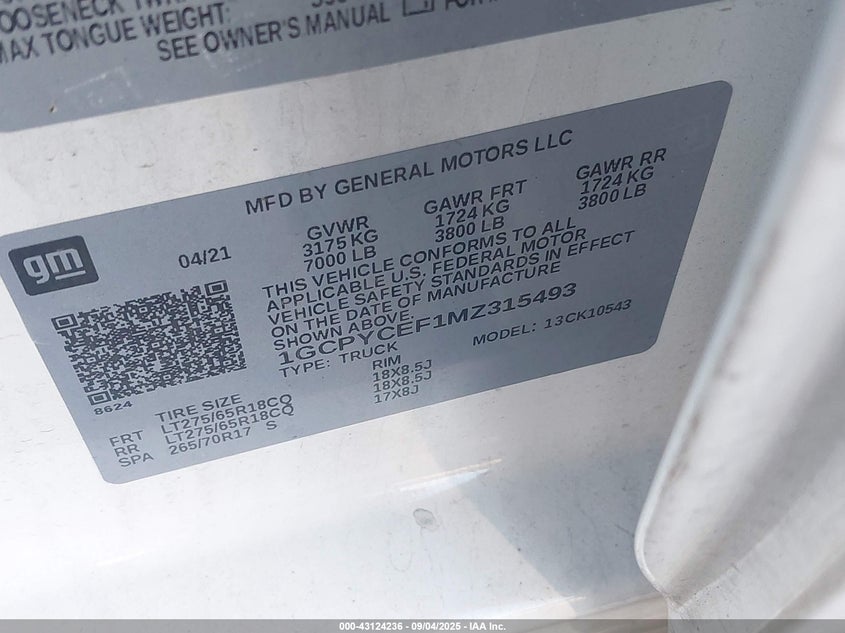 MAX TONGUE WEIGHT:
SEE OWNER'S MANUAL
MFD BY GENERAL MOTORS LLC
gm
04/21
GVWR GAWR FRT GAWR RR
3175 KG 1724 KG 1724 KG
7000 LB 3800 LB 3800 LB
THIS VEHICLE CONFORMS TO ALL
APPLICABLE U.S. FEDERAL MOTOR
VEHICLE SAFETY STANDARDS IN EFFECT
ON THE DATE OF MANUFACTURE
SHOWN ABOVE.
1GCPYCEF1MZ315493
TYPE: TRUCK MODEL: 13CK10543
8624
TIRE SIZE RIM
FRT LT275/65R18CQ 18X8.5J
RR LT275/65R18CQ 18X8.5J
SPA 265/70R17 S 17X8J
000-43124236 - 09/04/2025 - IAA Inc.